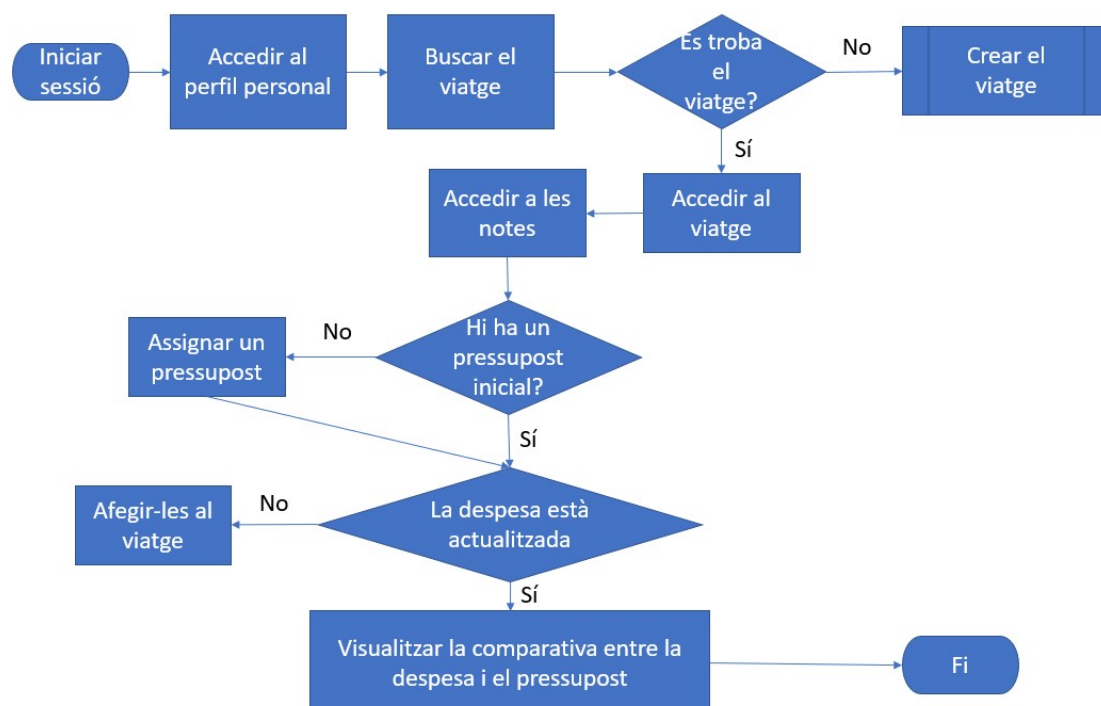 Iniciar
sessió
Accedir al
perfil personal
Buscar el
viatge
Es troba
el
viatge?
No
Crear el
viatge
Sí
Accedir a les
notes
Accedir al
viatge
No
Hi ha un
pressupost
inicial?
Assignar un
pressupost
Sí
Afegir-les al
viatge
No
La despesa està
actualitzada
Sí
Visualitzar la comparativa entre la
despesa i el pressupost
Fi